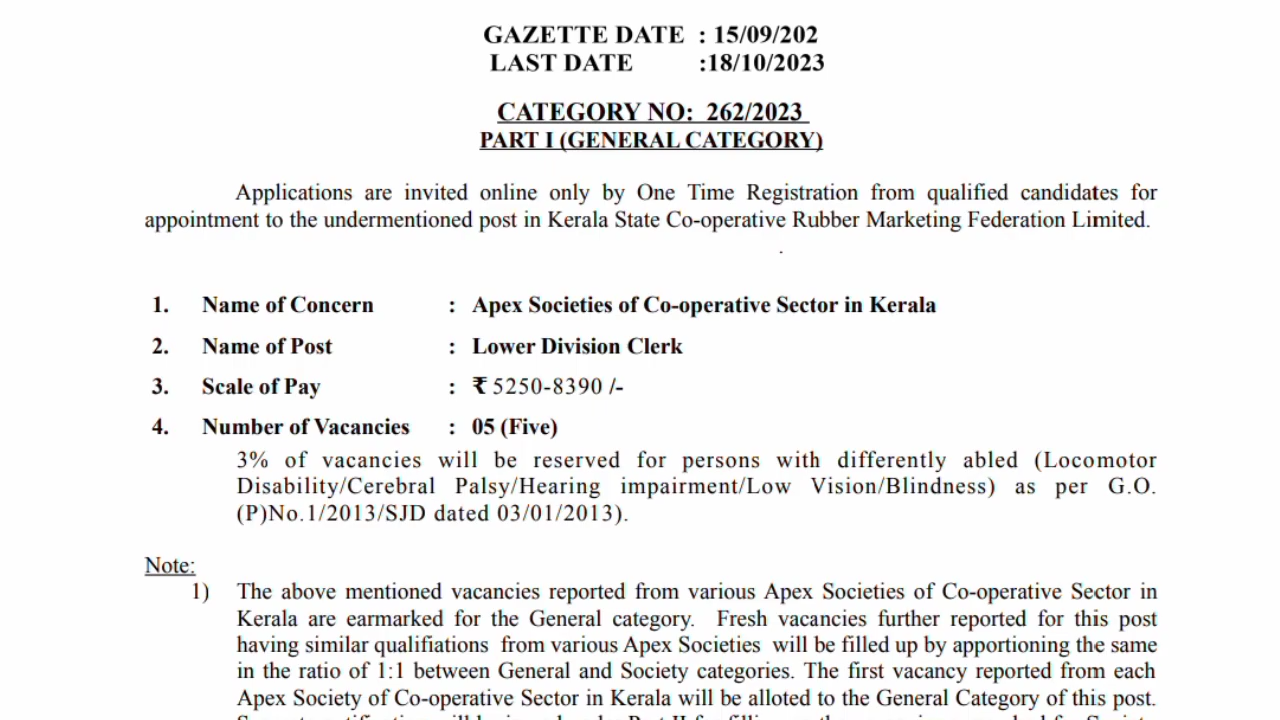 GAZETTE DATE : 15/09/202
LAST DATE :18/10/2023
CATEGORY NO: 262/2023
PART I (GENERAL CATEGORY)
Applications are invited online only by One Time Registration from qualified candidates for
appointment to the undermentioned post in Kerala State Co-operative Rubber Marketing Federation Limited.
.
1. Name of Concern : Apex Societies of Co-operative Sector in Kerala
2. Name of Post : Lower Division Clerk
3. Scale of Pay : ₹ 5250-8390 /-
4. Number of Vacancies : 05 (Five)
3% of vacancies will be reserved for persons with differently abled (Locomotor
Disability/Cerebral Palsy/Hearing impairment/Low Vision/Blindness) as per G.O.
(P)No.1/2013/SJD dated 03/01/2013).
Note:
1) The above mentioned vacancies reported from various Apex Societies of Co-operative Sector in
Kerala are earmarked for the General category. Fresh vacancies further reported for this post
having similar qualifiations from various Apex Societies will be filled up by apportioning the same
in the ratio of 1:1 between General and Society categories. The first vacancy reported from each
Apex Society of Co-operative Sector in Kerala will be alloted to the General Category of this post.